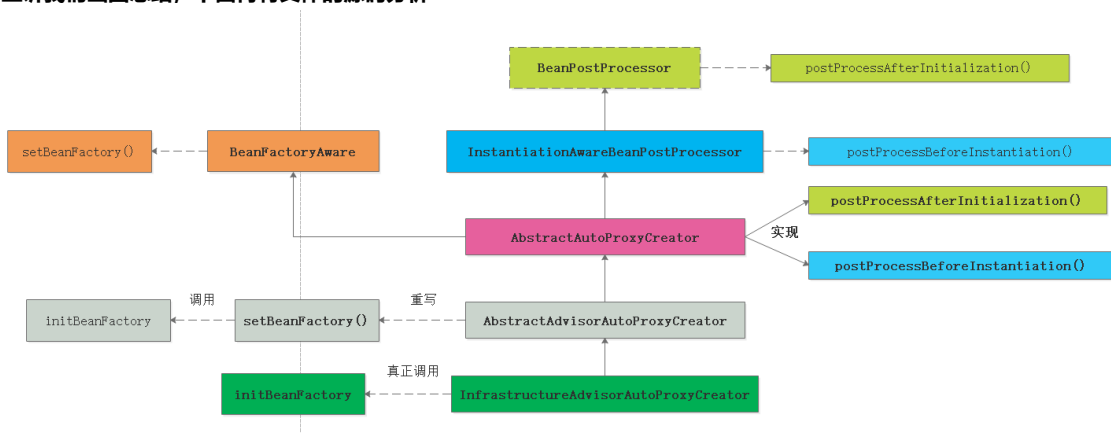 BeanPostProcessor
postProcessAfterInitialization()
setBeanFactory()
BeanFactoryAware
InstantiationAwareBeanPostProcessor
postProcessBeforeInstantiation()
postProcessAfterInitialization()
AbstractAutoProxyCreator
实现
postProcessBeforeInstantiation()
调用
重写
initBeanFactory
setBeanFactory()
AbstractAdvisorAutoProxyCreator
真正调用
initBeanFactory
InfrastructureAdvisorAutoProxyCreator